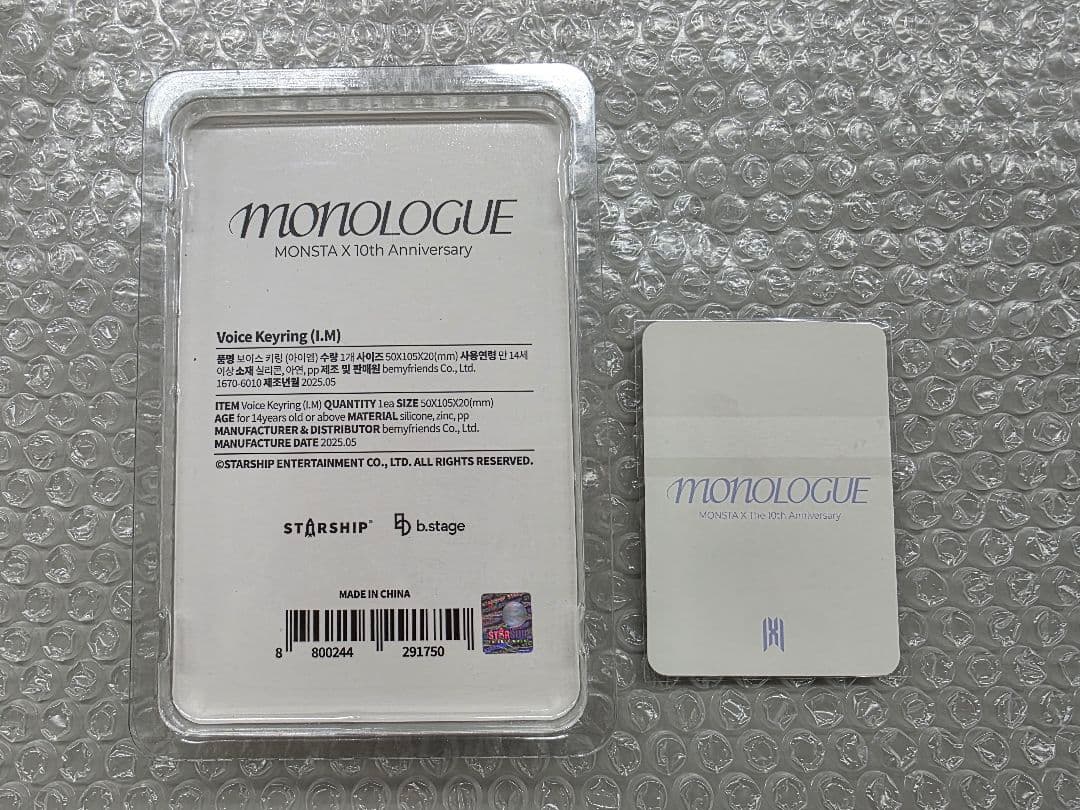 MONOLOGUE
MONSTA X 10th Anniversary
Voice Keyring (I.M)
품명 보이스 키링 (아이엠) 수량 1개 사이즈 50X105X20(mm) 사용연령 만 14세
이상 소재 실리콘, 아연, pp 제조 및 판매원 bemyfriends Co., Ltd.
1670-6010 제조년월 2025.05
ITEM Voice Keyring (I.M) QUANTITY 1ea SIZE 50X105X20(mm)
AGE for 14years old or above MATERIAL silicone, zinc, pp
MANUFACTURER & DISTRIBUTOR bemyfriends Co., Ltd.
MANUFACTURE DATE 2025.05
©STARSHIP ENTERTAINMENT CO., LTD. ALL RIGHTS RESERVED.
STARSHIP b.stage
MADE IN CHINA
8 800244 291750
STARSHIP
MONOLOGUE
MONSTA X The 10th Anniversary